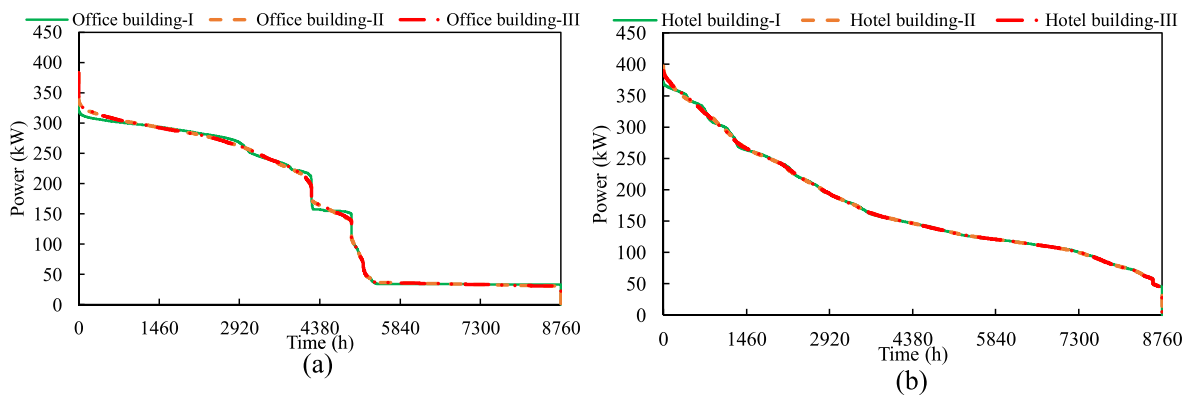 Office building-I Office building-II Office building-III
450
400
350
300
250
200
150
100
50
0
Power (kW)
0 1460 2920 4380 5840 7300 8760
Time (h)
(a)
Hotel building-I Hotel building-II Hotel building-III
450
400
350
300
250
200
150
100
50
0
Power (kW)
0 1460 2920 4380 5840 7300 8760
Time (h)
(b)